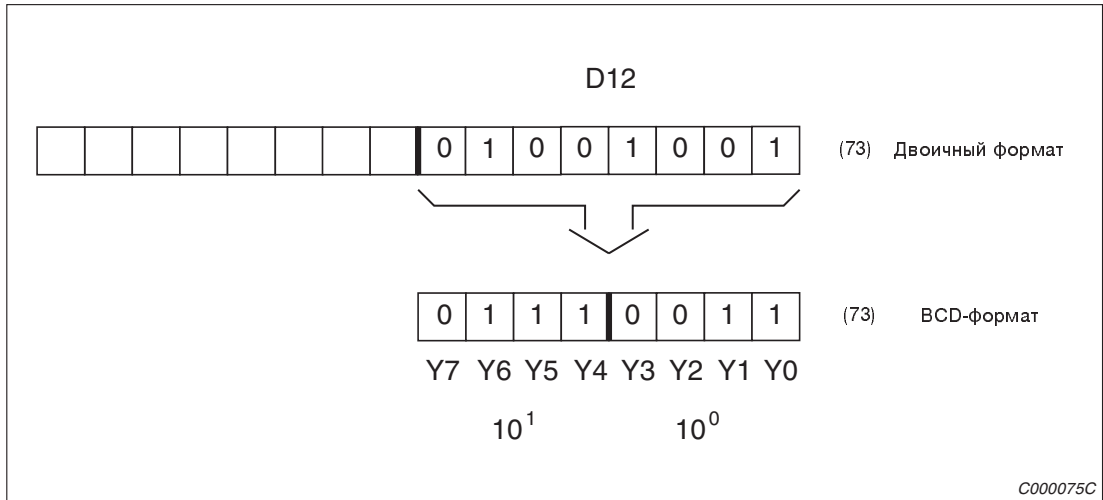 D12
0 1 0 0 1 0 0 1 (73) Двоичный формат
0 1 1 1 0 0 1 1 (73) BCD-формат
Y7 Y6 Y5 Y4 Y3 Y2 Y1 Y0
10¹ 10⁰
C000075C